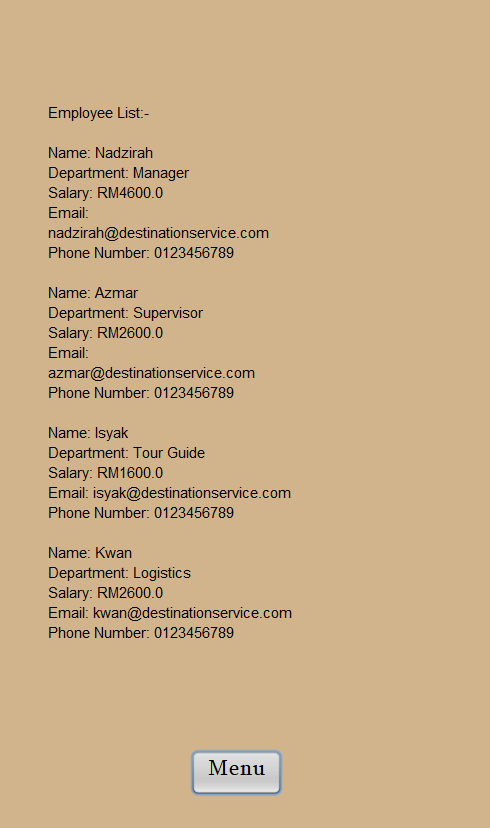 Employee List:-
Name: Nadzirah
Department: Manager
Salary: RM4600.0
Email:
nadzirah@destinationservice.com
Phone Number: 0123456789
Name: Azmar
Department: Supervisor
Salary: RM2600.0
Email:
azmar@destinationservice.com
Phone Number: 0123456789
Name: Isyak
Department: Tour Guide
Salary: RM1600.0
Email: isyak@destinationservice.com
Phone Number: 0123456789
Name: Kwan
Department: Logistics
Salary: RM2600.0
Email: kwan@destinationservice.com
Phone Number: 0123456789
Menu